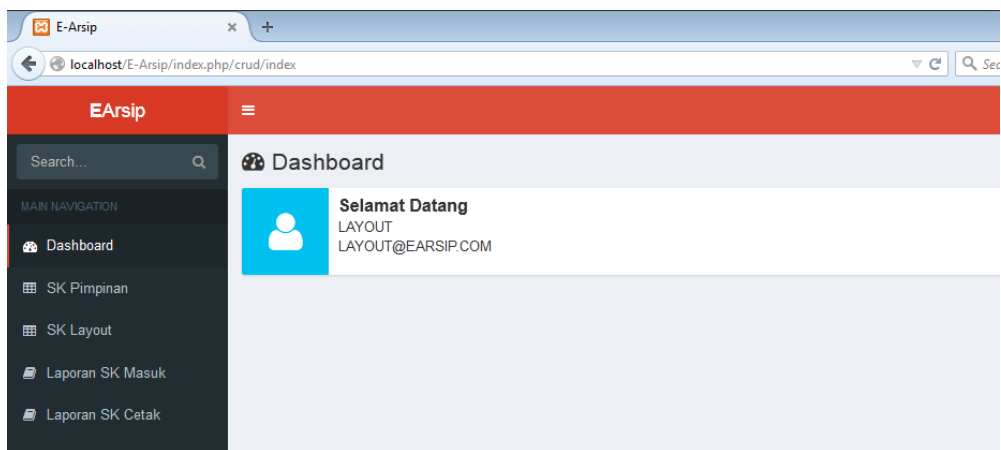 E-Arsip
localhost/E-Arsip/index.php/crud/index
EArsip
Search...
Dashboard
Selamat Datang
LAYOUT
LAYOUT@EARSIP.COM
MAIN NAVIGATION
Dashboard
SK Pimpinan
SK Layout
Laporan SK Masuk
Laporan SK Cetak